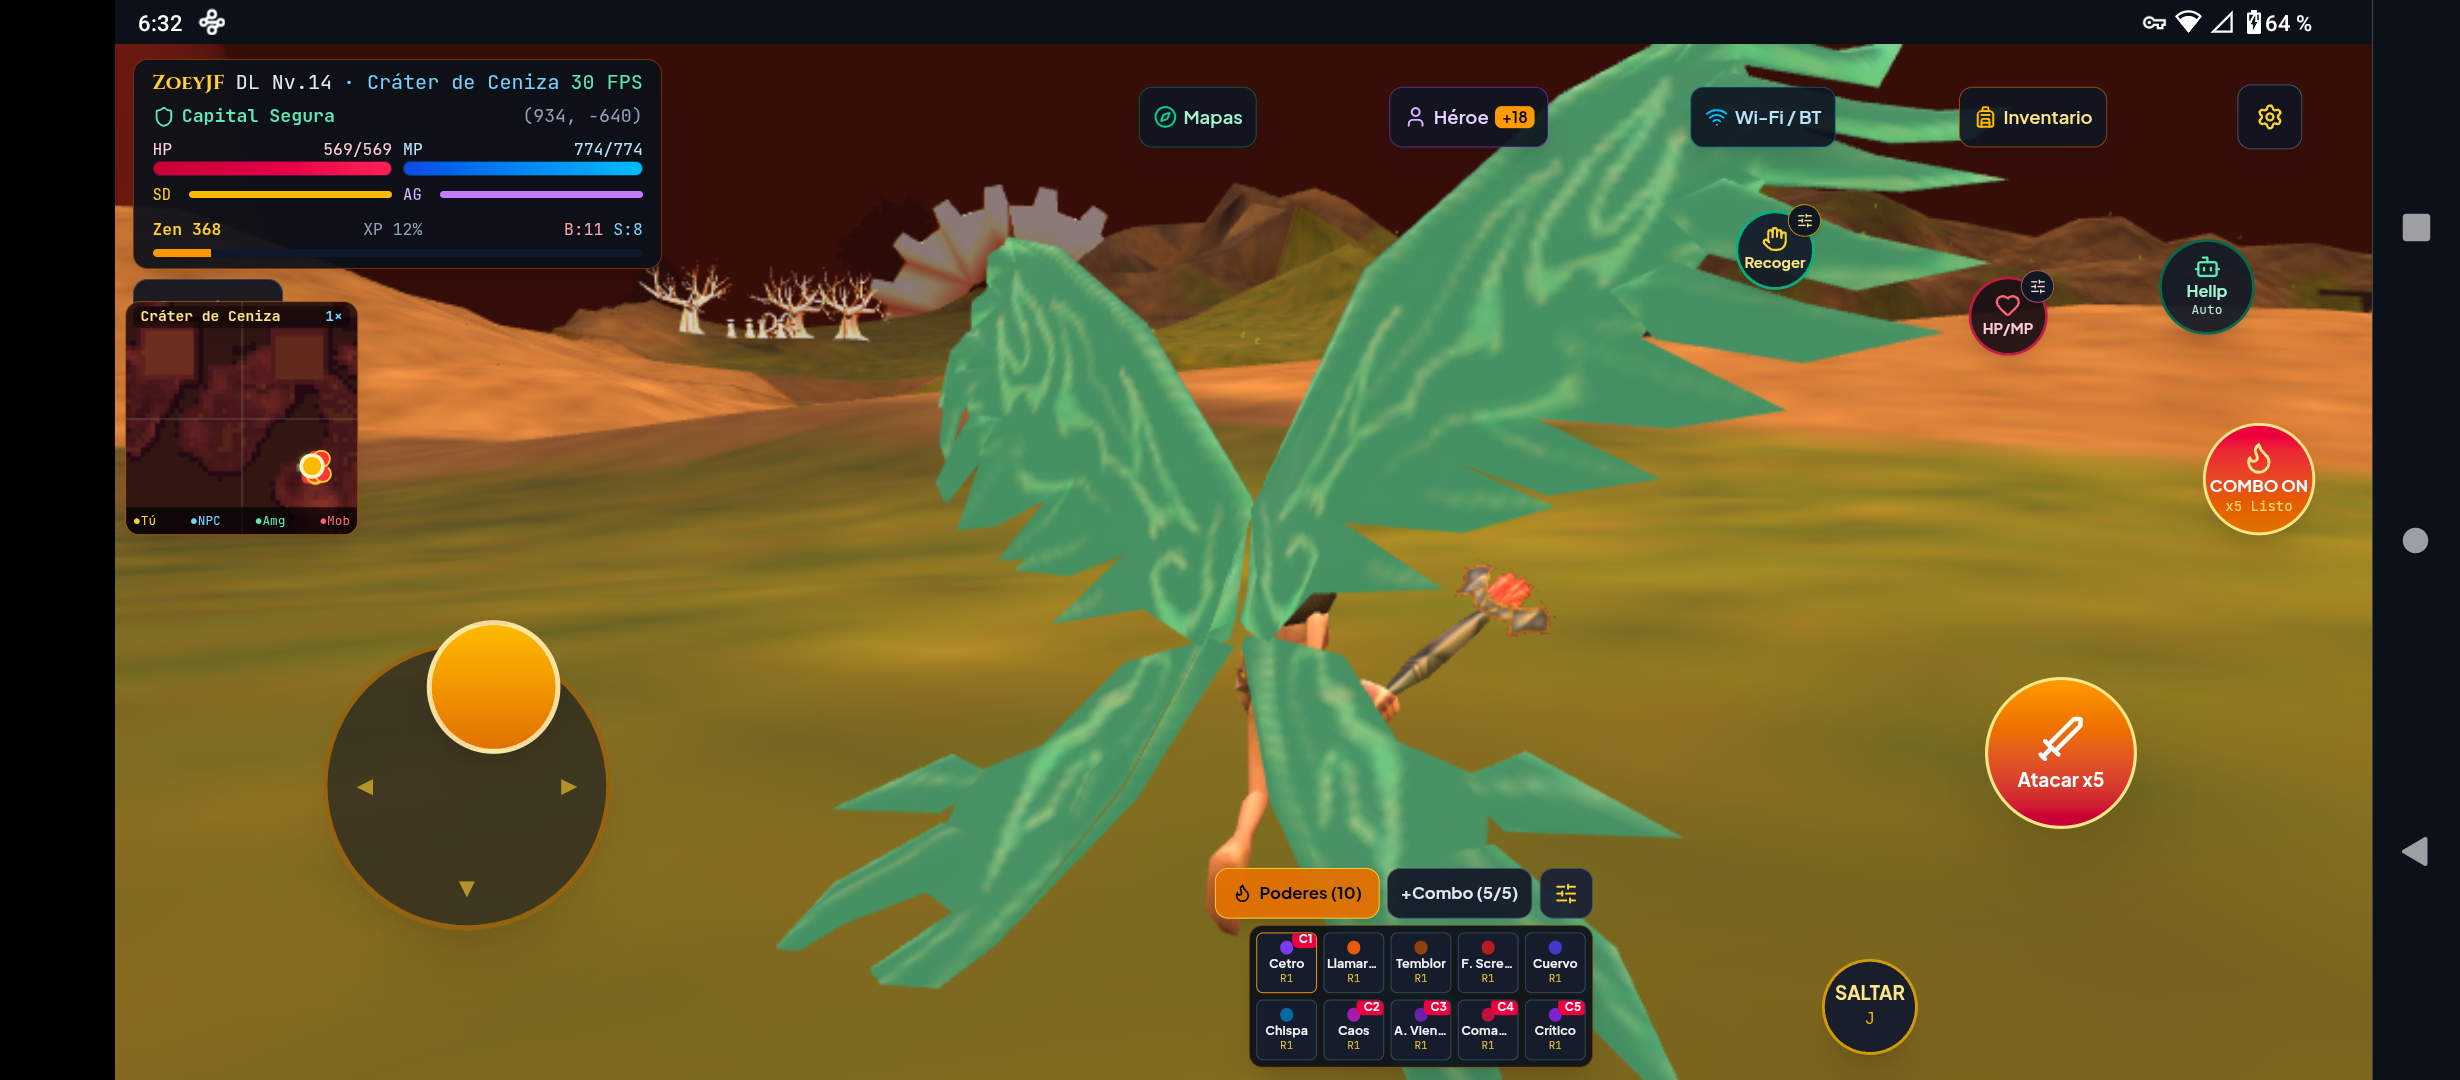 6:32
64 %
ZoeyJF DL Nv.14 · Cráter de Ceniza 30 FPS
Capital Segura (934, -640)
HP 569/569 MP 774/774
SD AG
Zen 368 XP 12% B:11 S:8
Mapas
Héroe +18
Wi-Fi / BT
Inventario
Recoger
HP/MP
Hellp
Auto
Cráter de Ceniza 1×
Tú NPC Amg Mob
COMBO ON
x5 Listo
Atacar x5
Poderes (10) +Combo (5/5)
C1
Cetro Llamar... Temblor F. Scre... Cuervo
R1 R1 R1 R1 R1
C2 C3 C4 C5
Chispa Caos A. Vien... Coma... Crítico
R1 R1 R1 R1 R1
SALTAR
J